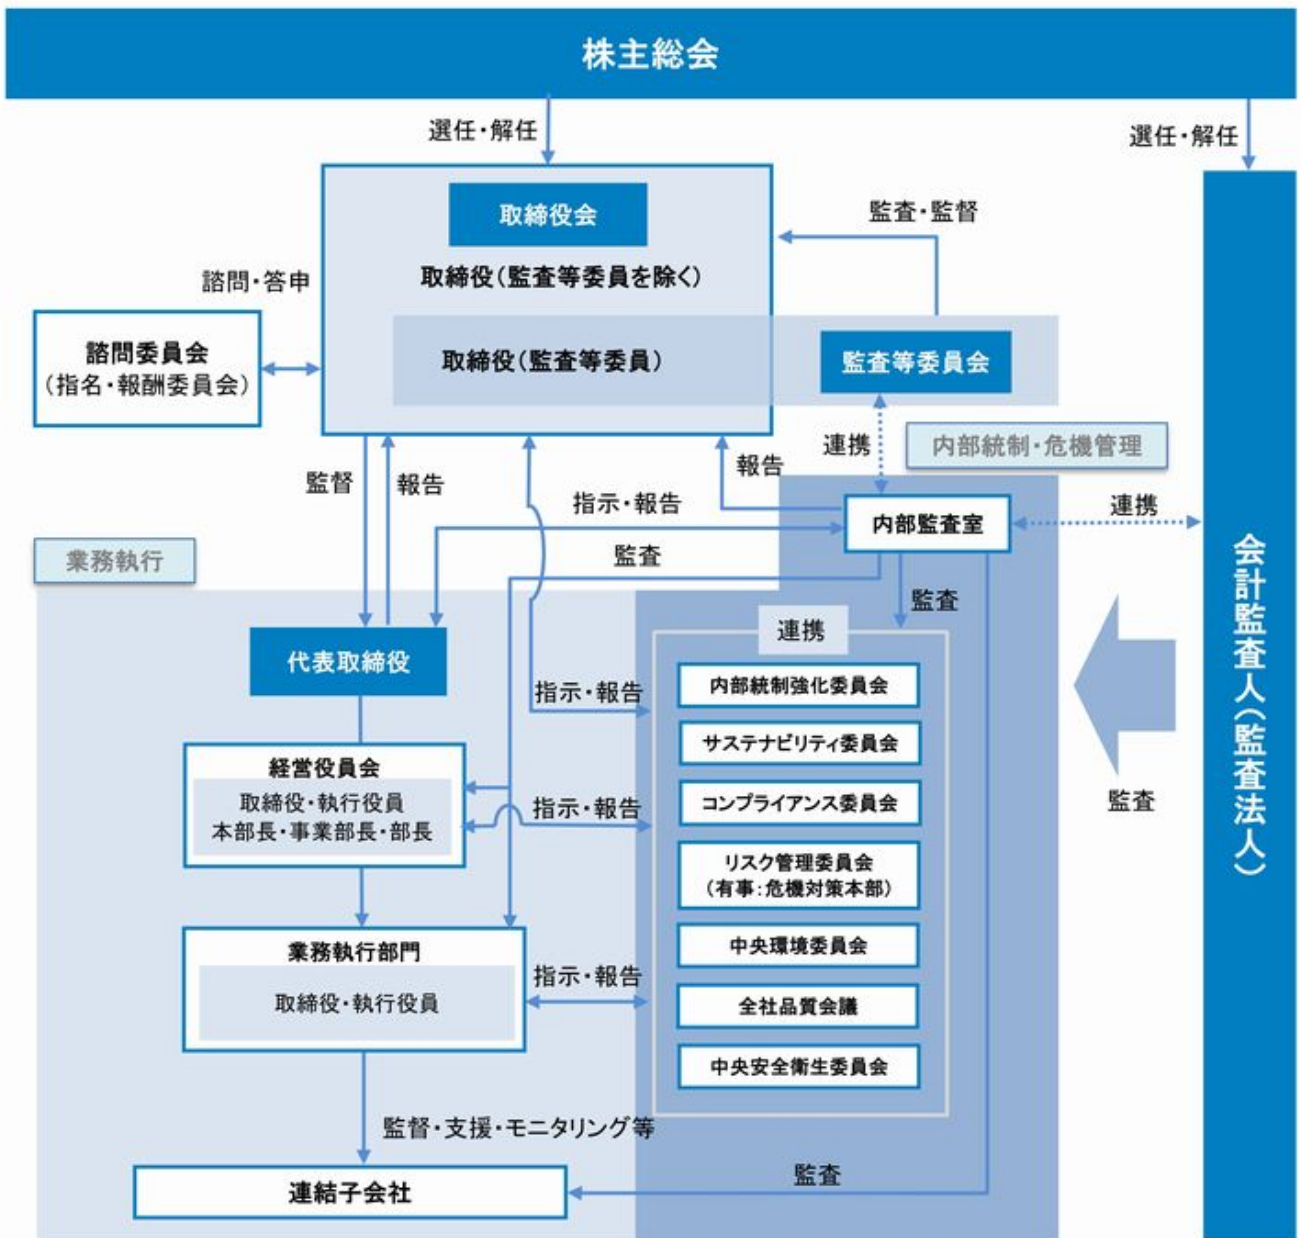 株主総会
選任・解任
選任・解任
取締役会
監査・監督
取締役（監査等委員を除く）
諮問・答申
諮問委員会
（指名・報酬委員会）
取締役（監査等委員）
監査等委員会
連携
内部統制・危機管理
監督
報告
報告
指示・報告
内部監査室
連携
業務執行
監査
監査
会計監査人（監査法人）
連携
代表取締役
指示・報告
内部統制強化委員会
サステナビリティ委員会
経営役員会
取締役・執行役員
本部長・事業部長・部長
指示・報告
コンプライアンス委員会
監査
リスク管理委員会
（有事：危機対策本部）
業務執行部門
取締役・執行役員
指示・報告
中央環境委員会
全社品質会議
中央安全衛生委員会
監督・支援・モニタリング等
連結子会社
監査